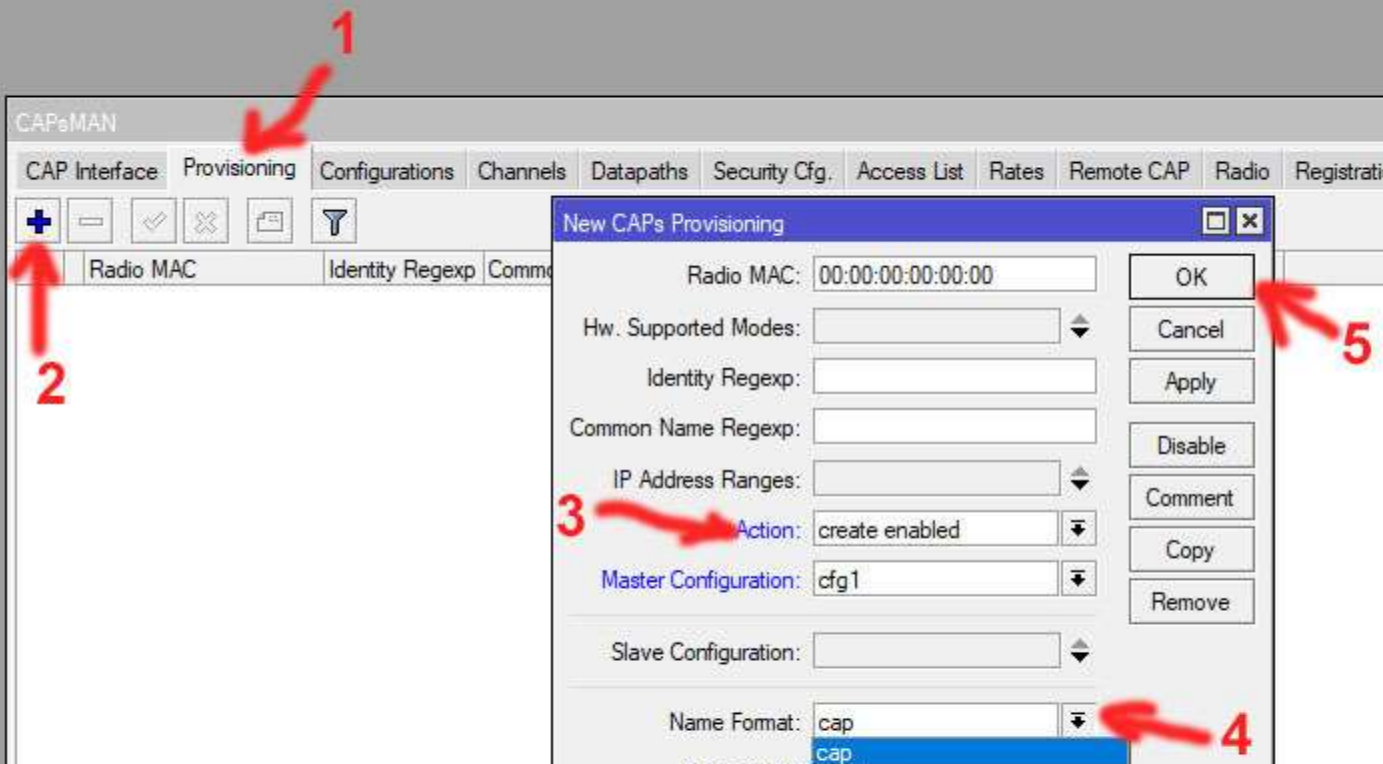 1
CAPsMAN
CAP Interface Provisioning Configurations Channels Datapaths Security Cfg. Access List Rates Remote CAP Radio Registrati
Radio MAC Identity Regexp Commo
2
New CAPs Provisioning
Radio MAC: 00:00:00:00:00:00
OK
Hw. Supported Modes:
Cancel
5
Identity Regexp:
Apply
Common Name Regexp:
Disable
IP Address Ranges:
Comment
3
Action: create enabled
Copy
Master Configuration: cfg1
Remove
Slave Configuration:
Name Format: cap
4
cap